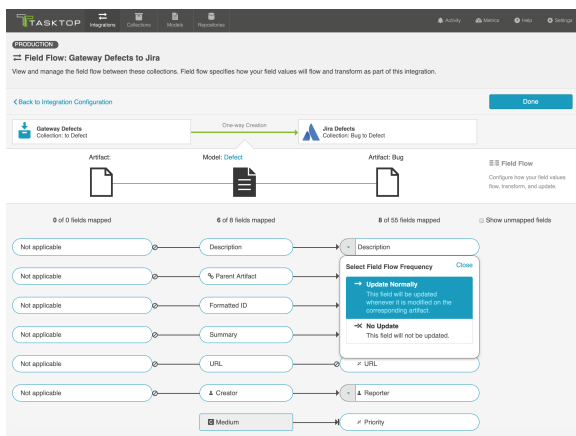 TASKTOP
Integrations
Collections
Models
Repositories
Activity
Metrics
Help
Settings
PRODUCTION
Field Flow: Gateway Defects to Jira
View and manage the field flow between these collections. Field flow specifies how your field values will flow and transform as part of this integration.
Back to Integration Configuration
Done
Gateway Defects
Collection: to Defect
One-way Creation
Jira Defects
Collection: Bug to Defect
Artifact:
Model: Defect
Artifact: Bug
Field Flow
Configure how your field values
flow, transform, and update.
0 of 0 fields mapped
6 of 8 fields mapped
8 of 55 fields mapped
Show unmapped fields
Not applicable
Description
Description
Select Field Flow Frequency
Close
Update Normally
This field will be updated
whenever it is modified on the
corresponding artifact.
No Update
This field will not be updated.
Not applicable
Parent Artifact
Not applicable
Formatted ID
Not applicable
Summary
Not applicable
URL
URL
Not applicable
Creator
Reporter
Medium
Priority